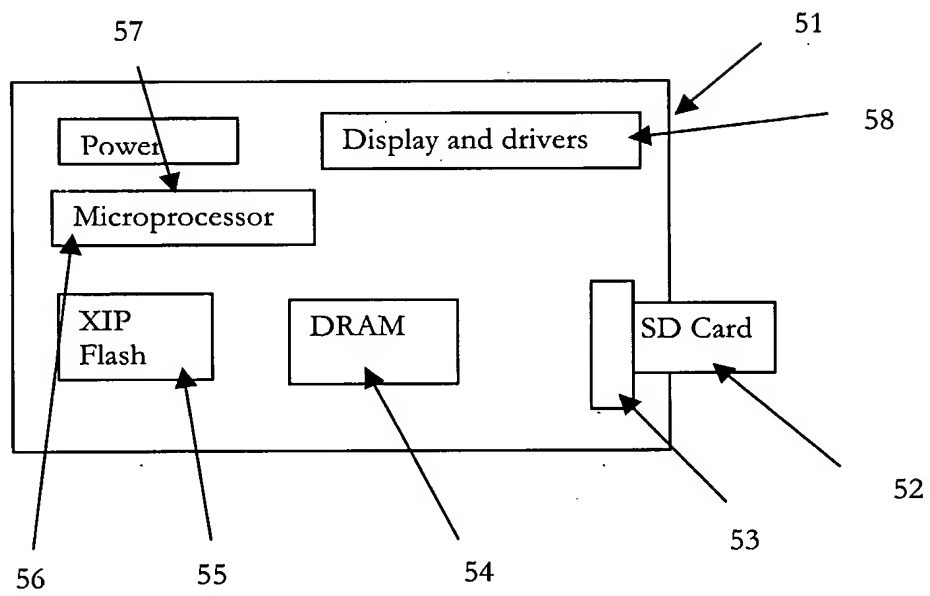 57
51
Power
Display and drivers
58
Microprocessor
XIP
Flash
DRAM
SD Card
52
53
56
55
54